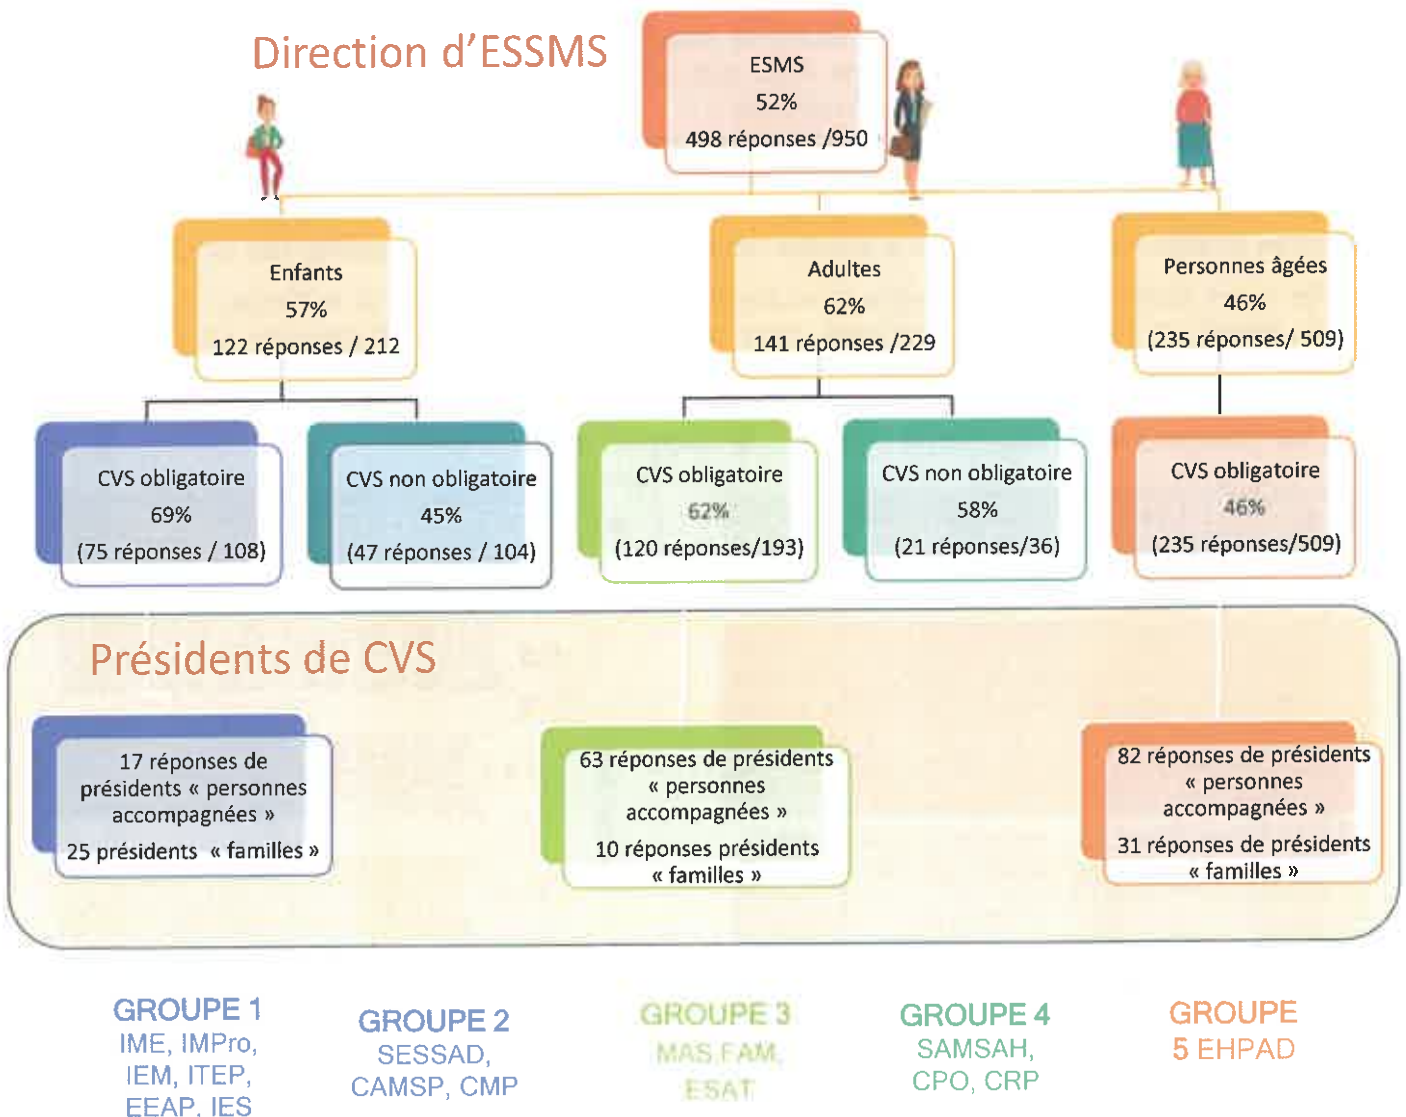 Direction d'ESSMS
ESMS
52%
498 réponses /950
Enfants
57%
122 réponses / 212
Adultes
62%
141 réponses /229
Personnes âgées
46%
(235 réponses/ 509)
CVS obligatoire
69%
(75 réponses / 108)
CVS non obligatoire
45%
(47 réponses / 104)
CVS obligatoire
62%
(120 réponses/193)
CVS non obligatoire
58%
(21 réponses/36)
CVS obligatoire
46%
(235 réponses/509)
Présidents de CVS
17 réponses de
présidents « personnes
accompagnées »
25 présidents « familles »
63 réponses de présidents
« personnes
accompagnées »
10 réponses présidents
« familles »
82 réponses de présidents
« personnes
accompagnées »
31 réponses de présidents
« familles »
GROUPE 1
IME, IMPro,
IEM, ITEP,
EEAP. IES
GROUPE 2
SESSAD,
CAMSP, CMP
GROUPE 3
MAS,FAM,
ESAT
GROUPE 4
SAMSAH,
CPO, CRP
GROUPE
5 EHPAD